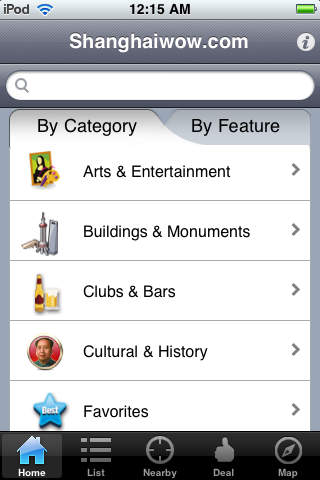 iPod 12:15 AM
Shanghaiwow.com
By Category By Feature
Arts & Entertainment
Buildings & Monuments
Clubs & Bars
Cultural & History
Best
Favorites
Home List Nearby Deal Map